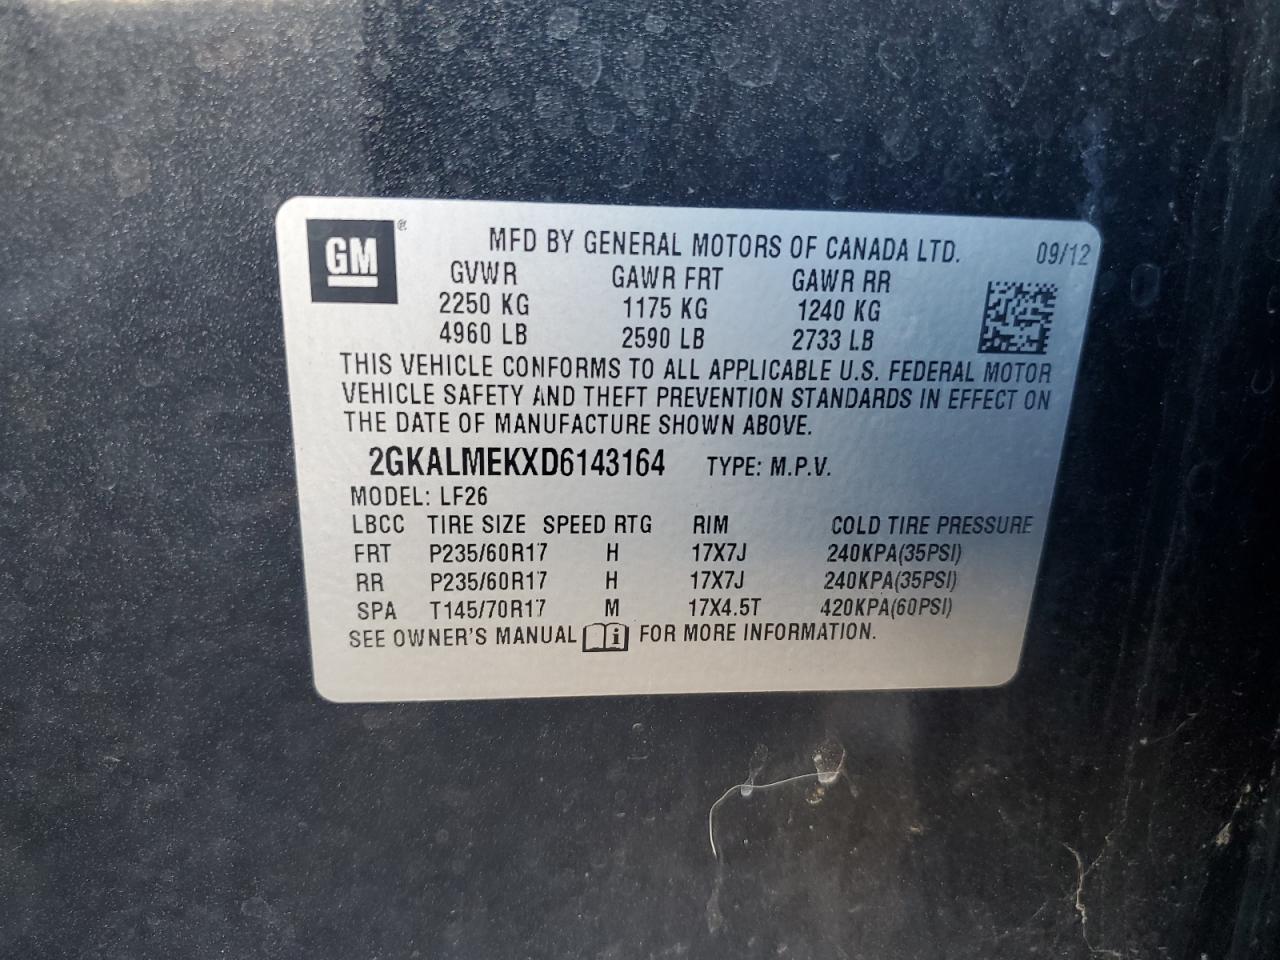 GM ®
MFD BY GENERAL MOTORS OF CANADA LTD. 09/12
GVWR GAWR FRT GAWR RR
2250 KG 1175 KG 1240 KG
4960 LB 2590 LB 2733 LB
THIS VEHICLE CONFORMS TO ALL APPLICABLE U.S. FEDERAL MOTOR
VEHICLE SAFETY AND THEFT PREVENTION STANDARDS IN EFFECT ON
THE DATE OF MANUFACTURE SHOWN ABOVE.
2GKALMEKXD6143164 TYPE: M.P.V.
MODEL: LF26
LBCC TIRE SIZE SPEED RTG RIM COLD TIRE PRESSURE
FRT P235/60R17 H 17X7J 240KPA(35PSI)
RR P235/60R17 H 17X7J 240KPA(35PSI)
SPA T145/70R17 M 17X4.5T 420KPA(60PSI)
SEE OWNER'S MANUAL i FOR MORE INFORMATION.